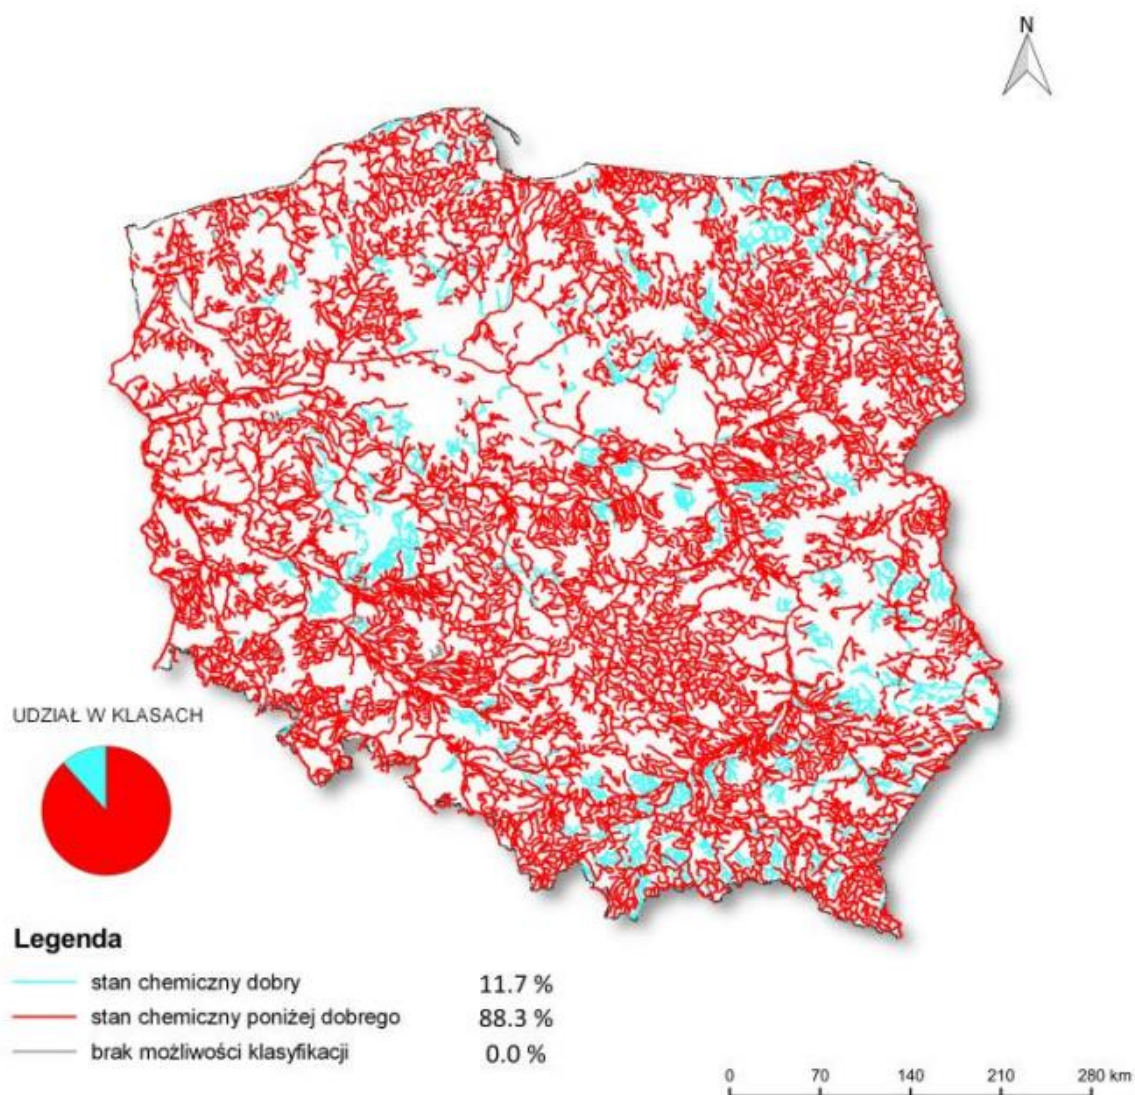 N
UDZIAŁ W KLASACH
Legenda
stan chemiczny dobry 11.7 %
stan chemiczny poniżej dobrego 88.3 %
brak możliwości klasyfikacji 0.0 %
0 70 140 210 280 km